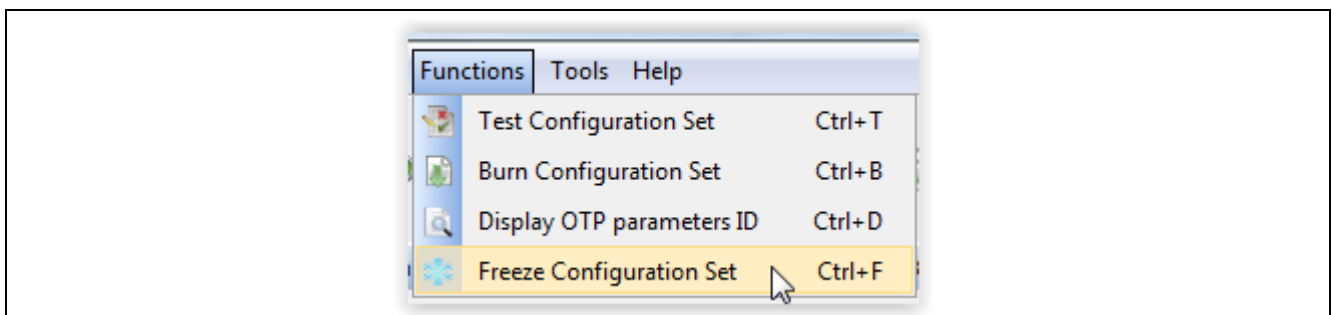 Functions Tools Help
Test Configuration Set Ctrl+T
Burn Configuration Set Ctrl+B
Display OTP parameters ID Ctrl+D
Freeze Configuration Set Ctrl+F